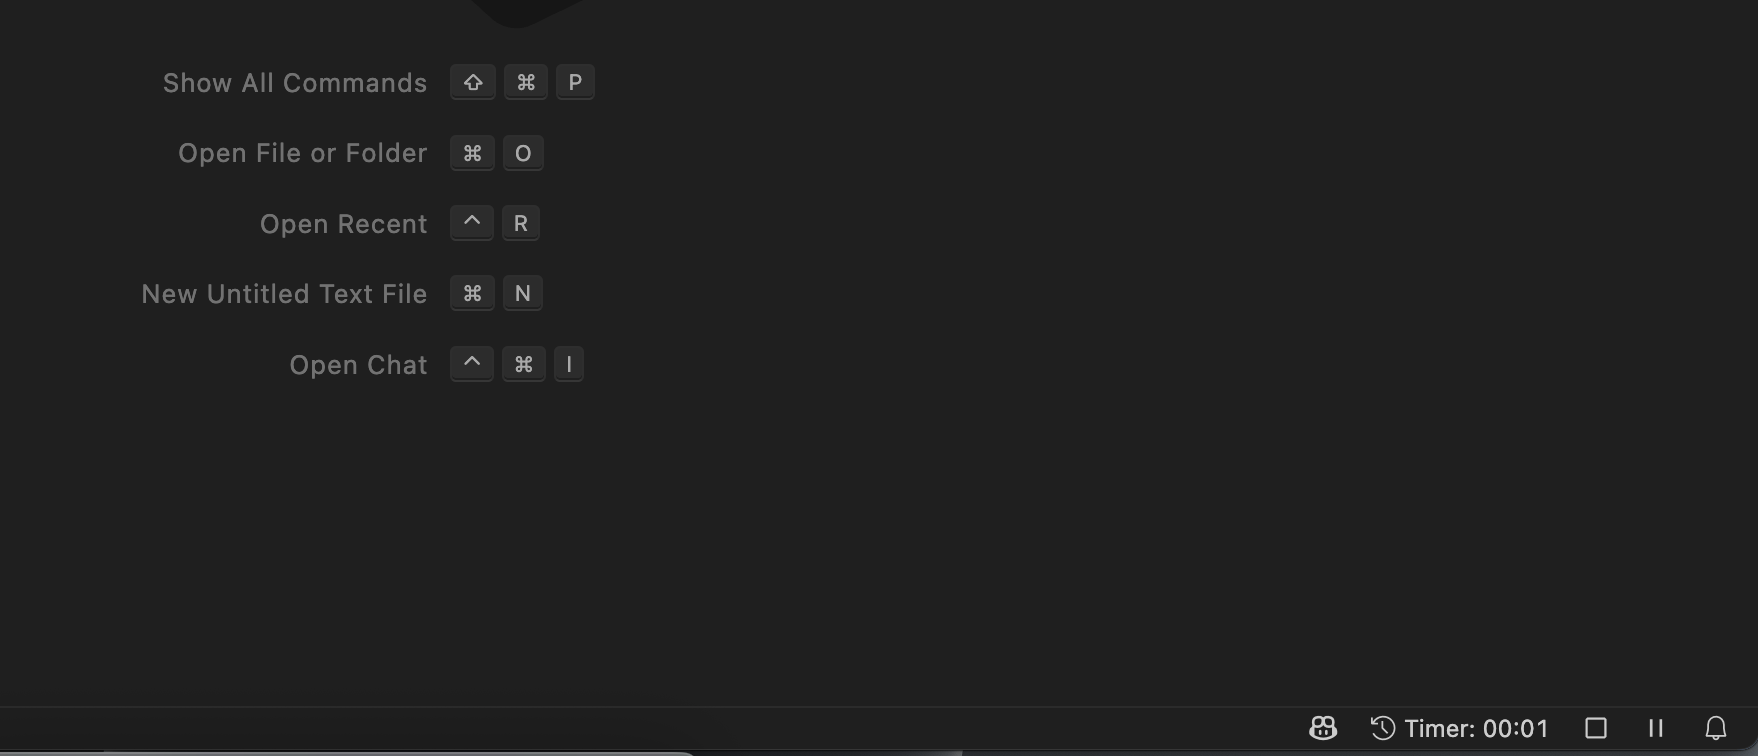 Show All Commands ⇧ ⌘ P
Open File or Folder ⌘ O
Open Recent ^ R
New Untitled Text File ⌘ N
Open Chat ^ ⌘ I
Timer: 00:01